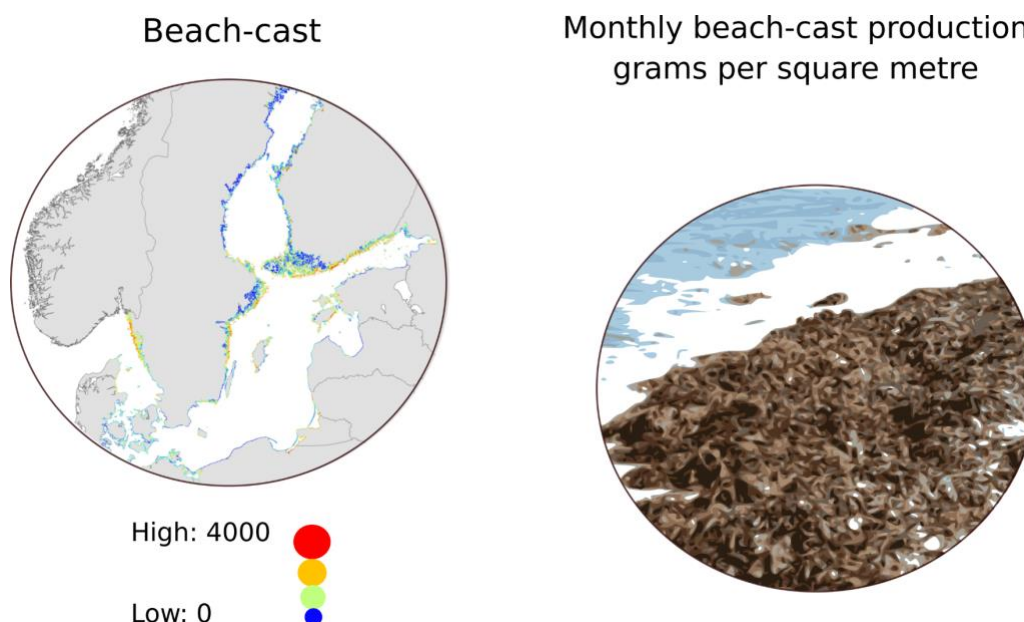 Beach-cast
Monthly beach-cast production
grams per square metre
High: 4000
Low: 0